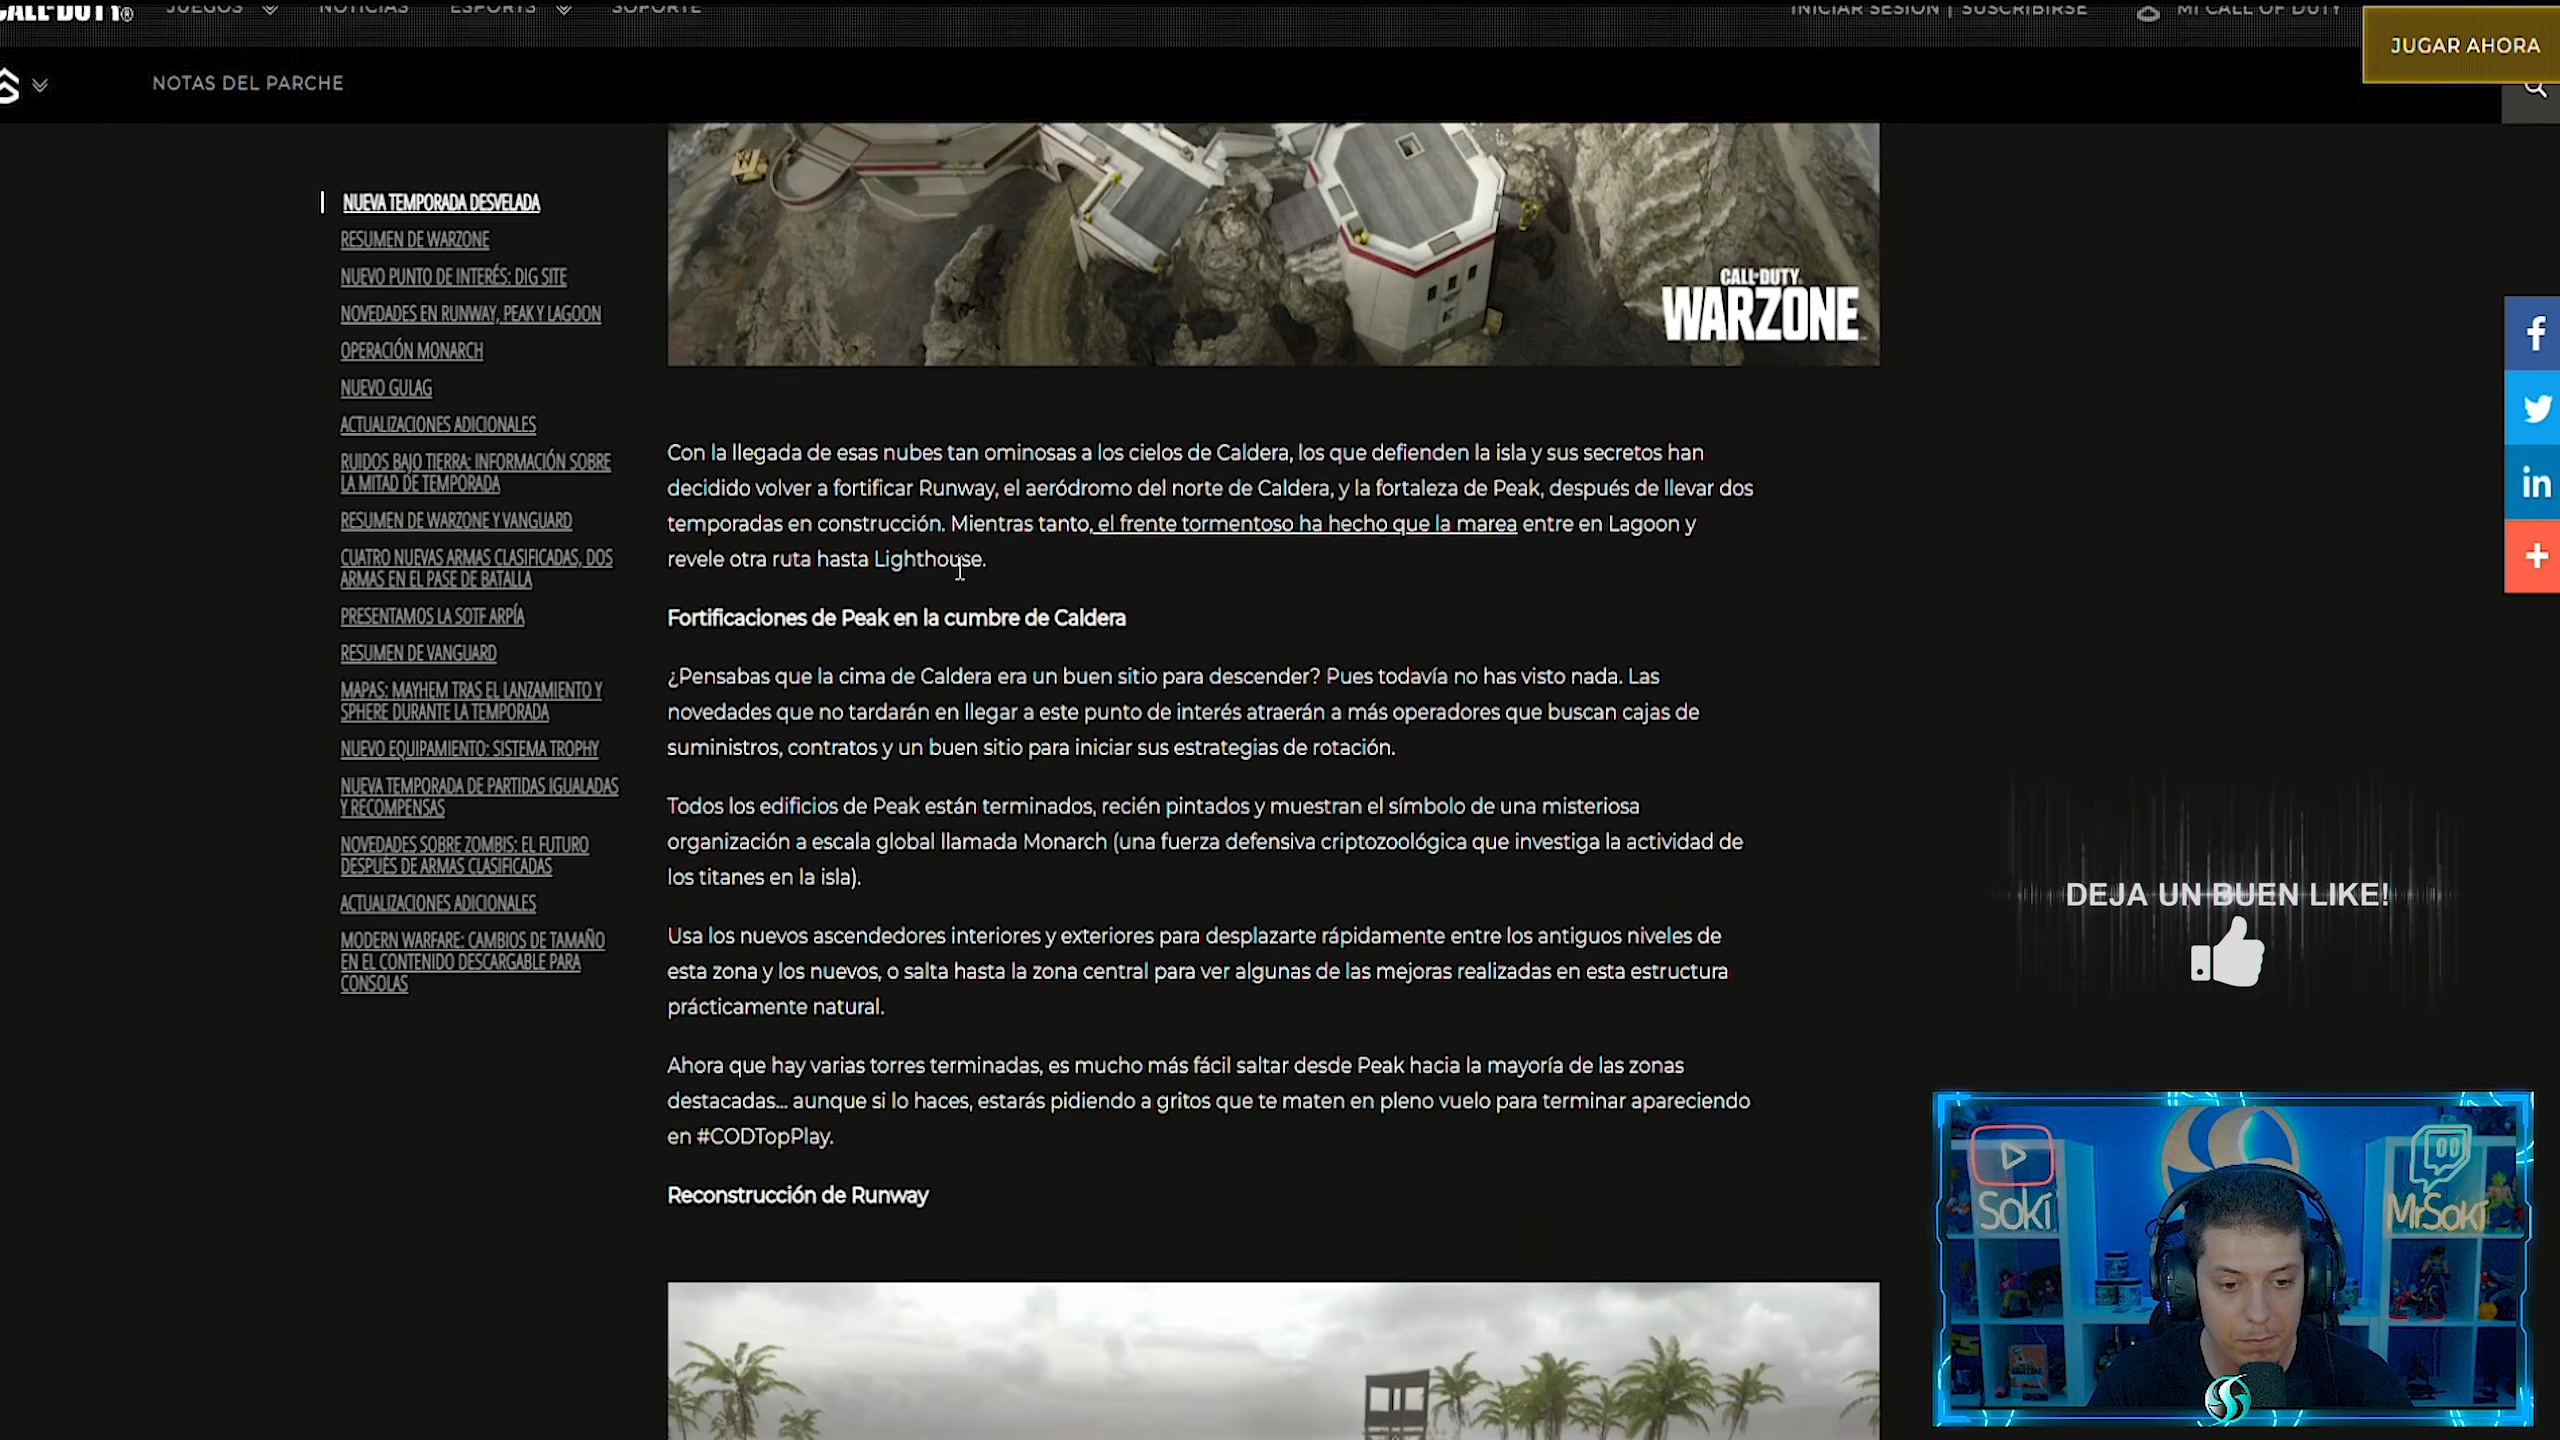 CALL·DUTY®
JUEGOS
NOTICIAS
ESPORTS
SOPORTE
INICIAR SESIÓN | SUSCRIBIRSE
MI CALL OF DUTY
JUGAR AHORA
NOTAS DEL PARCHE
NUEVA TEMPORADA DESVELADA
RESUMEN DE WARZONE
NUEVO PUNTO DE INTERÉS: DIG SITE
NOVEDADES EN RUNWAY, PEAK Y LAGOON
OPERACIÓN MONARCH
NUEVO GULAG
ACTUALIZACIONES ADICIONALES
RUIDOS BAJO TIERRA: INFORMACIÓN SOBRE
LA MITAD DE TEMPORADA
RESUMEN DE WARZONE Y VANGUARD
CUATRO NUEVAS ARMAS CLASIFICADAS, DOS
ARMAS EN EL PASE DE BATALLA
PRESENTAMOS LA SOTF ARPÍA
RESUMEN DE VANGUARD
MAPAS: MAYHEM TRAS EL LANZAMIENTO Y
SPHERE DURANTE LA TEMPORADA
NUEVO EQUIPAMIENTO: SISTEMA TROPHY
NUEVA TEMPORADA DE PARTIDAS IGUALADAS
Y RECOMPENSAS
NOVEDADES SOBRE ZOMBIS: EL FUTURO
DESPUÉS DE ARMAS CLASIFICADAS
ACTUALIZACIONES ADICIONALES
MODERN WARFARE: CAMBIOS DE TAMAÑO
EN EL CONTENIDO DESCARGABLE PARA
CONSOLAS
CALL·DUTY
WARZONE
Con la llegada de esas nubes tan ominosas a los cielos de Caldera, los que defienden la isla y sus secretos han
decidido volver a fortificar Runway, el aeródromo del norte de Caldera, y la fortaleza de Peak, después de llevar dos
temporadas en construcción. Mientras tanto, el frente tormentoso ha hecho que la marea entre en Lagoon y
revele otra ruta hasta Lighthouse.
Fortificaciones de Peak en la cumbre de Caldera
¿Pensabas que la cima de Caldera era un buen sitio para descender? Pues todavía no has visto nada. Las
novedades que no tardarán en llegar a este punto de interés atraerán a más operadores que buscan cajas de
suministros, contratos y un buen sitio para iniciar sus estrategias de rotación.
Todos los edificios de Peak están terminados, recién pintados y muestran el símbolo de una misteriosa
organización a escala global llamada Monarch (una fuerza defensiva criptozoológica que investiga la actividad de
los titanes en la isla).
Usa los nuevos ascendedores interiores y exteriores para desplazarte rápidamente entre los antiguos niveles de
esta zona y los nuevos, o salta hasta la zona central para ver algunas de las mejoras realizadas en esta estructura
prácticamente natural.
Ahora que hay varias torres terminadas, es mucho más fácil saltar desde Peak hacia la mayoría de las zonas
destacadas... aunque si lo haces, estarás pidiendo a gritos que te maten en pleno vuelo para terminar apareciendo
en #CODTopPlay.
Reconstrucción de Runway
f
in
+
DEJA UN BUEN LIKE!
Sokí
MrSokí